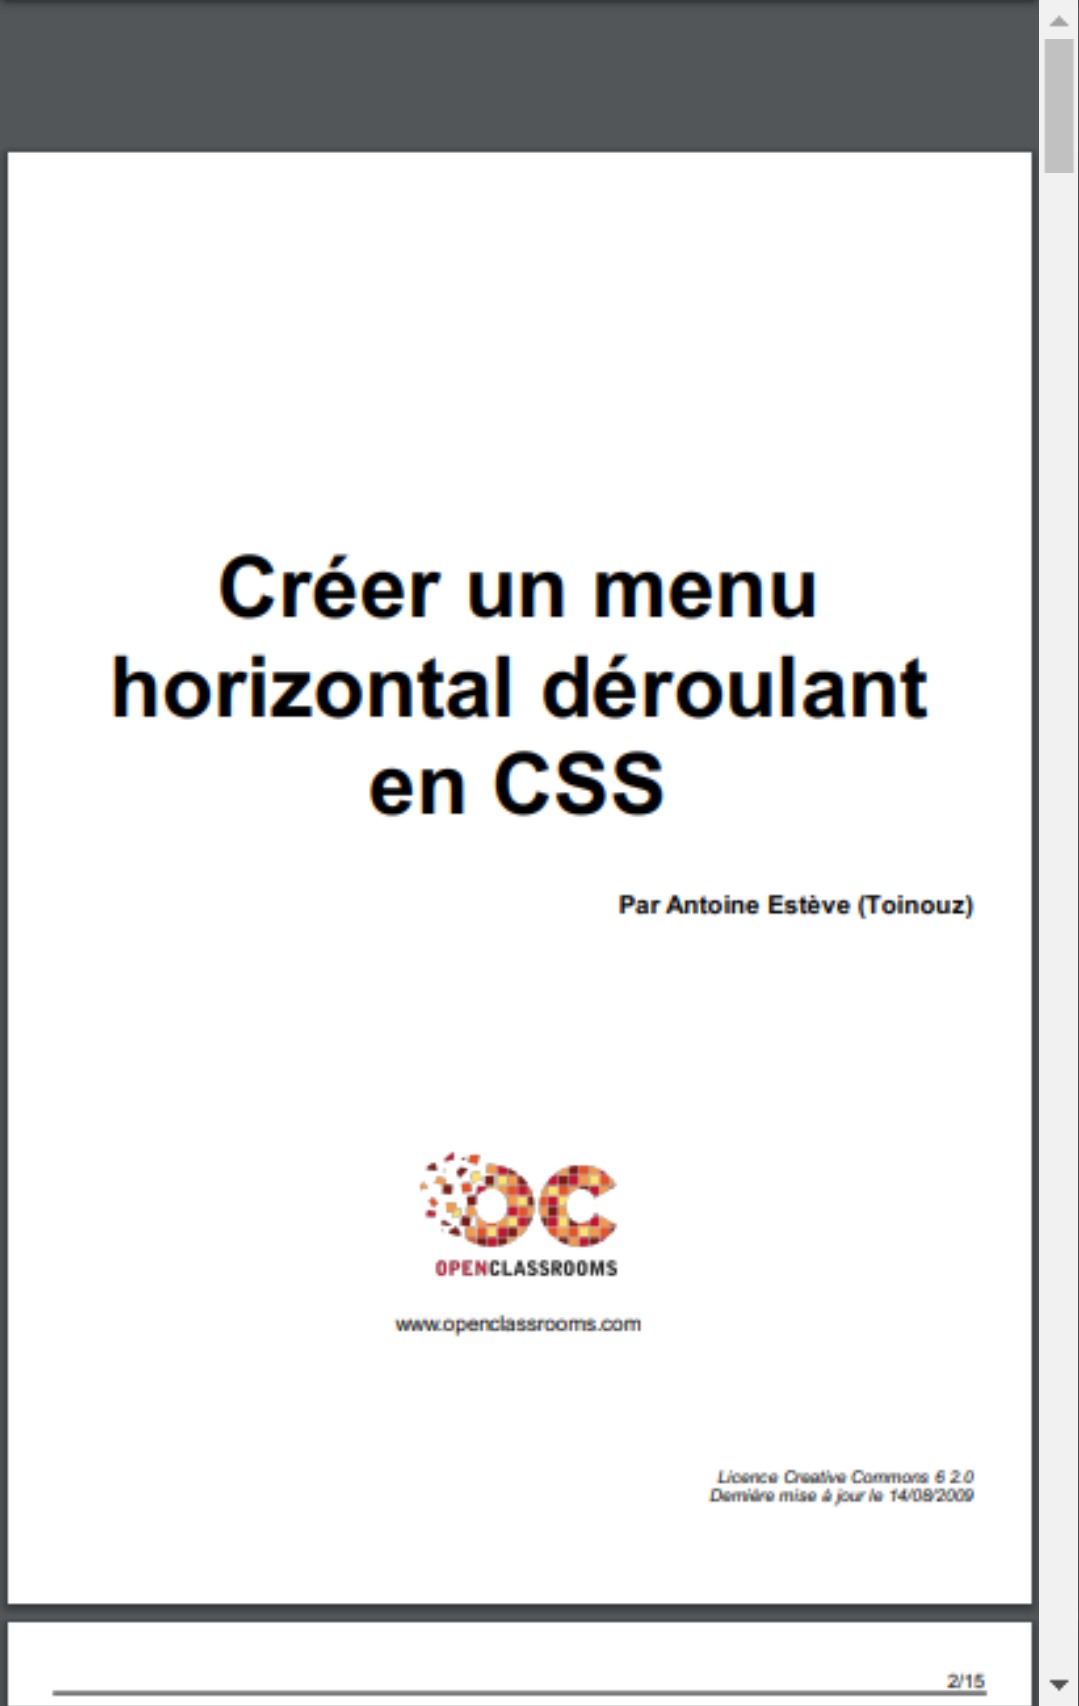 Créer un menu
horizontal déroulant
en CSS
Par Antoine Estève (Toinouz)
OPENCLASSROOMS
www.openclassrooms.com
Licence Creative Commons 6 2.0
Dernière mise à jour le 14/08/2009
2/15